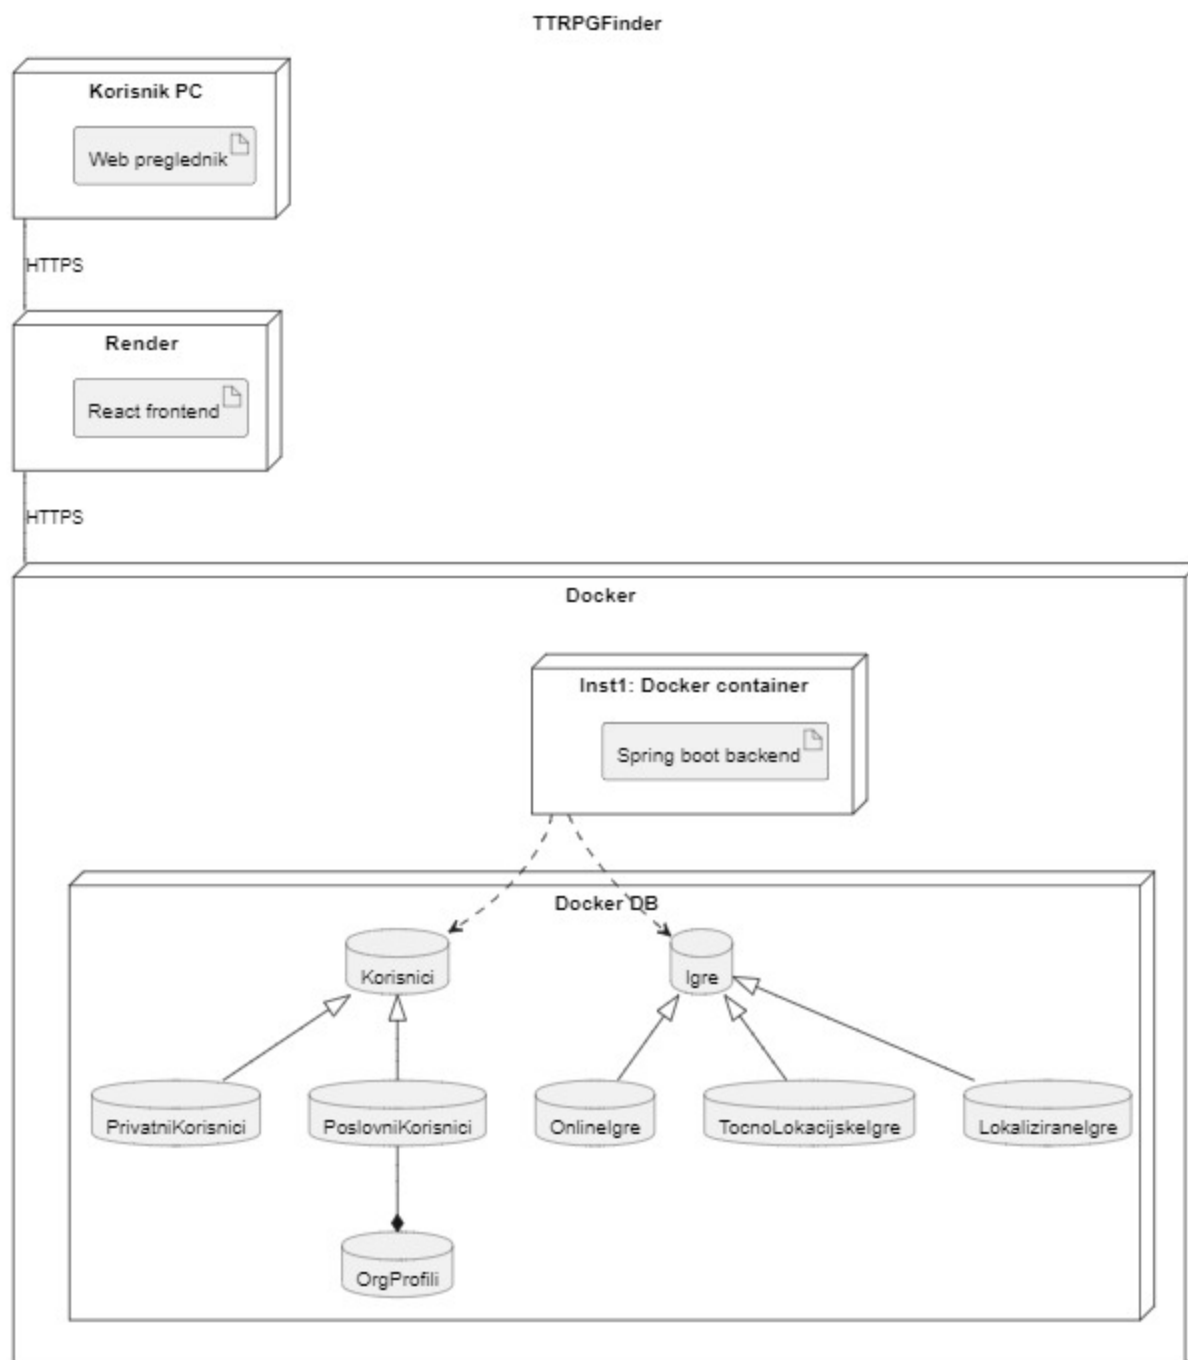 TTRPGFinder
Korisnik PC
Web preglednik
HTTPS
Render
React frontend
HTTPS
Docker
Inst1: Docker container
Spring boot backend
Docker DB
Korisnici
Igre
PrivatniKorisnici
PoslovniKorisnici
OnlineIgre
TocnoLokacijskeIgre
LokaliziraneIgre
OrgProfili